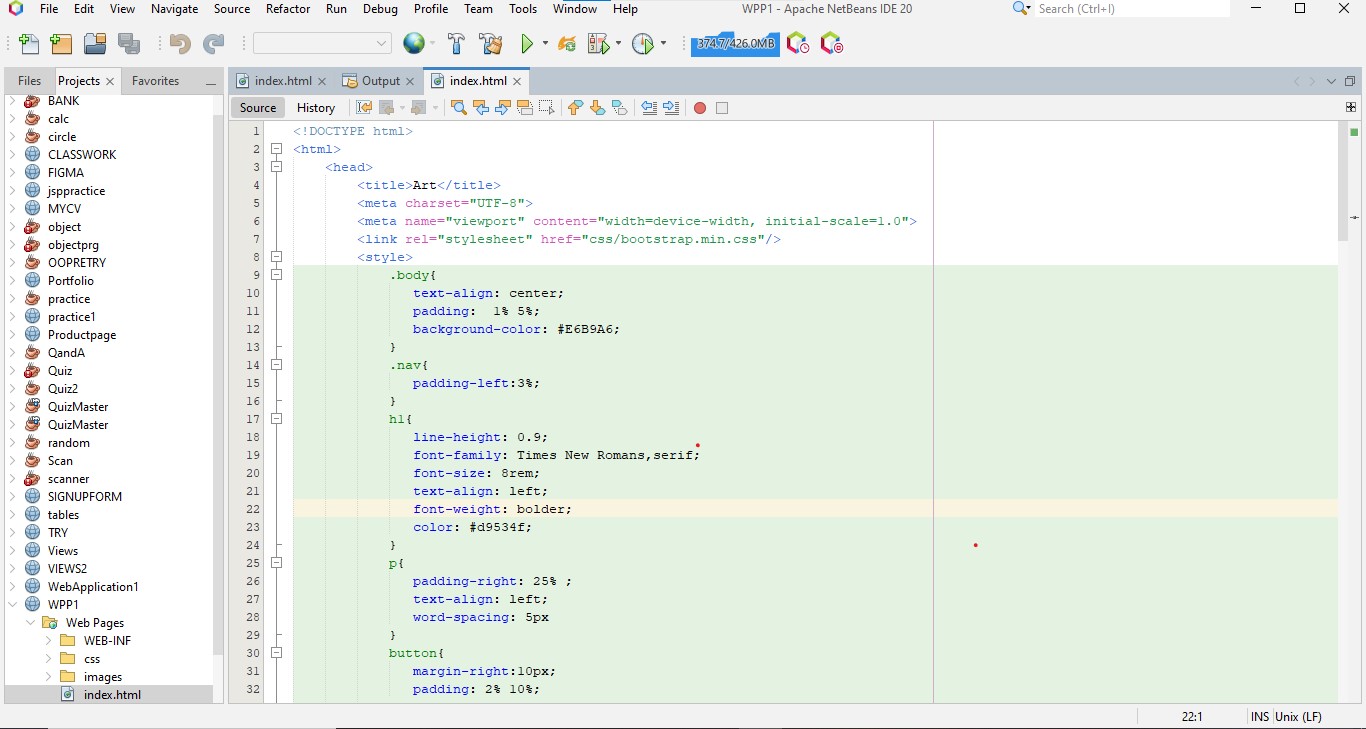 File Edit View Navigate Source Refactor Run Debug Profile Team Tools Window Help WPP1 - Apache NetBeans IDE 20 Search (Ctrl+I)
374.7/426.0MB
Files Projects Favorites index.html Output index.html
Source History
BANK
calc
circle
CLASSWORK
FIGMA
jsppractice
MYCV
object
objectprg
OOPRETRY
Portfolio
practice
practice1
Productpage
QandA
Quiz
Quiz2
QuizMaster
QuizMaster
random
Scan
scanner
SIGNUPFORM
tables
TRY
Views
VIEWS2
WebApplication1
WPP1
Web Pages
WEB-INF
css
images
index.html
1 <!DOCTYPE html>
2 <html>
3 <head>
4 <title>Art</title>
5 <meta charset="UTF-8">
6 <meta name="viewport" content="width=device-width, initial-scale=1.0">
7 <link rel="stylesheet" href="css/bootstrap.min.css"/>
8 <style>
9 .body{
10 text-align: center;
11 padding:  1% 5%;
12 background-color: #E6B9A6;
13 }
14 .nav{
15 padding-left:3%;
16 }
17 h1{
18 line-height: 0.9;
19 font-family: Times New Romans,serif;
20 font-size: 8rem;
21 text-align: left;
22 font-weight: bolder;
23 color: #d9534f;
24 }
25 p{
26 padding-right: 25% ;
27 text-align: left;
28 word-spacing: 5px
29 }
30 button{
31 margin-right:10px;
32 padding: 2% 10%;
22:1 INS Unix (LF)